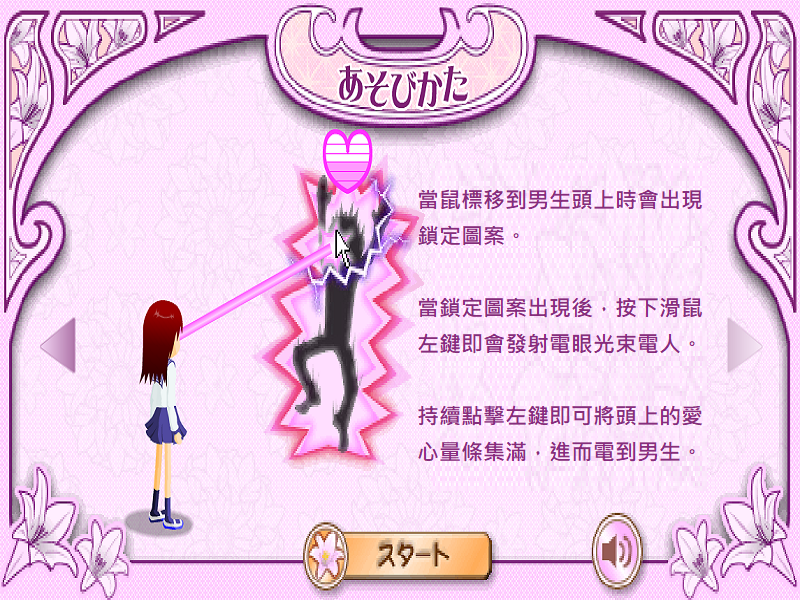 あそびかた
當鼠標移到男生頭上時會出現
鎖定圖案。
當鎖定圖案出現後，按下滑鼠
左鍵即會發射電眼光束電人。
持續點擊左鍵即可將頭上的愛
心量條集滿，進而電到男生。
スタート